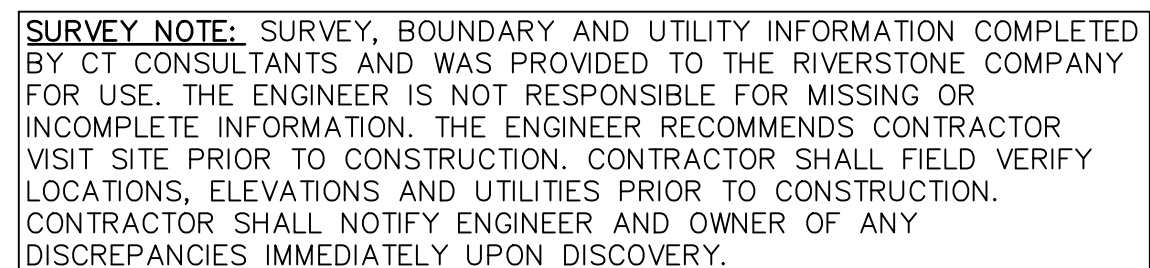 SURVEY NOTE: SURVEY, BOUNDARY AND UTILITY INFORMATION COMPLETED
BY CT CONSULTANTS AND WAS PROVIDED TO THE RIVERSTONE COMPANY
FOR USE. THE ENGINEER IS NOT RESPONSIBLE FOR MISSING OR
INCOMPLETE INFORMATION. THE ENGINEER RECOMMENDS CONTRACTOR
VISIT SITE PRIOR TO CONSTRUCTION. CONTRACTOR SHALL FIELD VERIFY
LOCATIONS, ELEVATIONS AND UTILITIES PRIOR TO CONSTRUCTION.
CONTRACTOR SHALL NOTIFY ENGINEER AND OWNER OF ANY
DISCREPANCIES IMMEDIATELY UPON DISCOVERY.